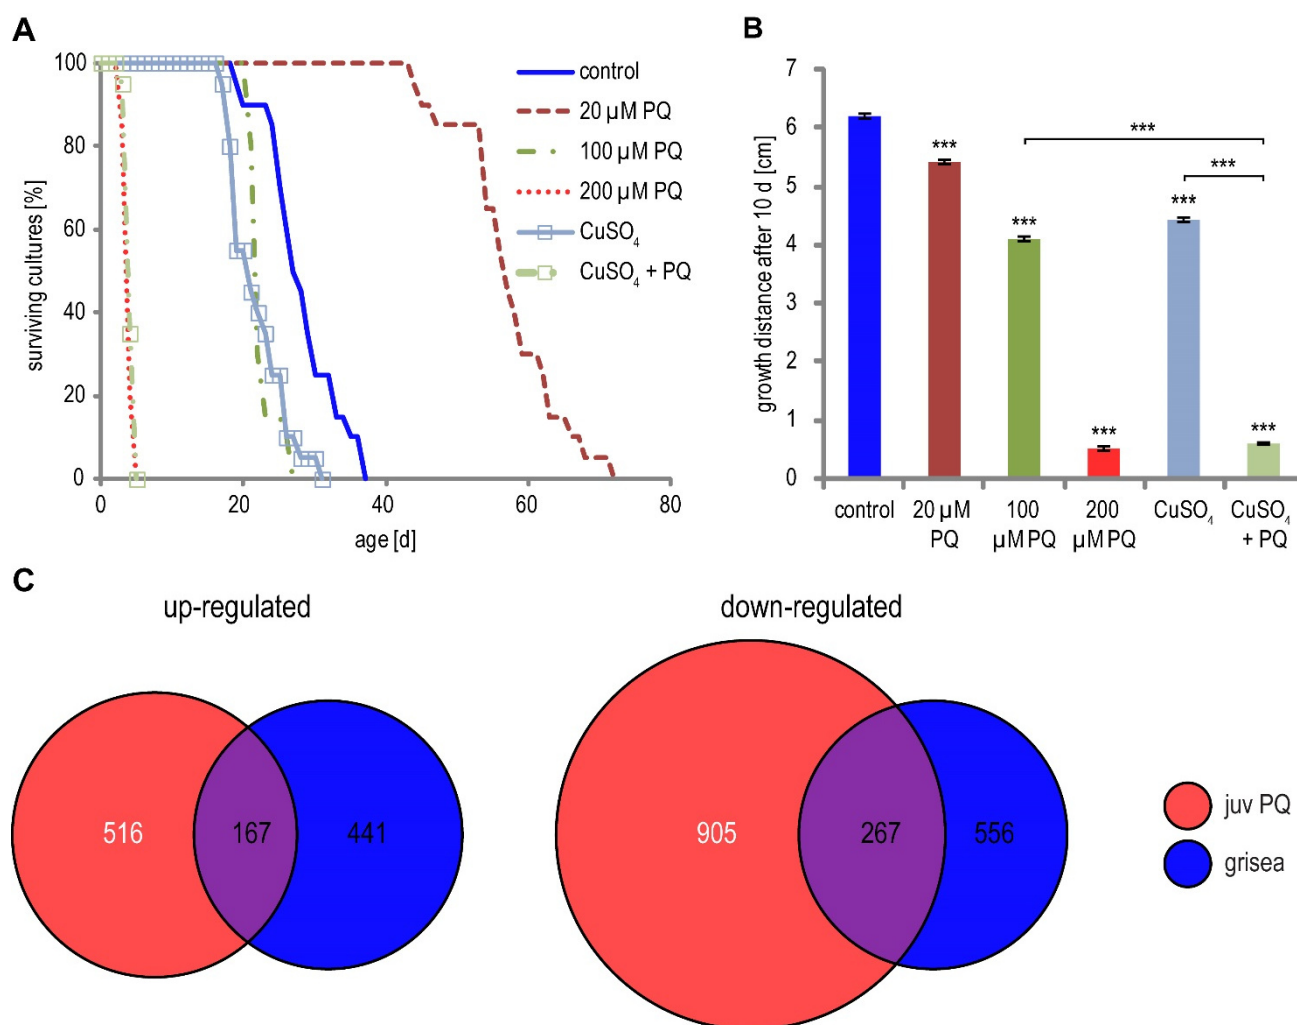 A
surviving cultures [%]
100
80
60
40
20
0
0 20 40 60 80
age [d]
control
20 µM PQ
100 µM PQ
200 µM PQ
CuSO₄
CuSO₄ + PQ
B
growth distance after 10 d [cm]
7
6
5
4
3
2
1
0
***
***
***
***
***
***
***
control
20 µM PQ
100 µM PQ
200 µM PQ
CuSO₄
CuSO₄ + PQ
C
up-regulated
516 167 441
down-regulated
905 267 556
juv PQ
grisea